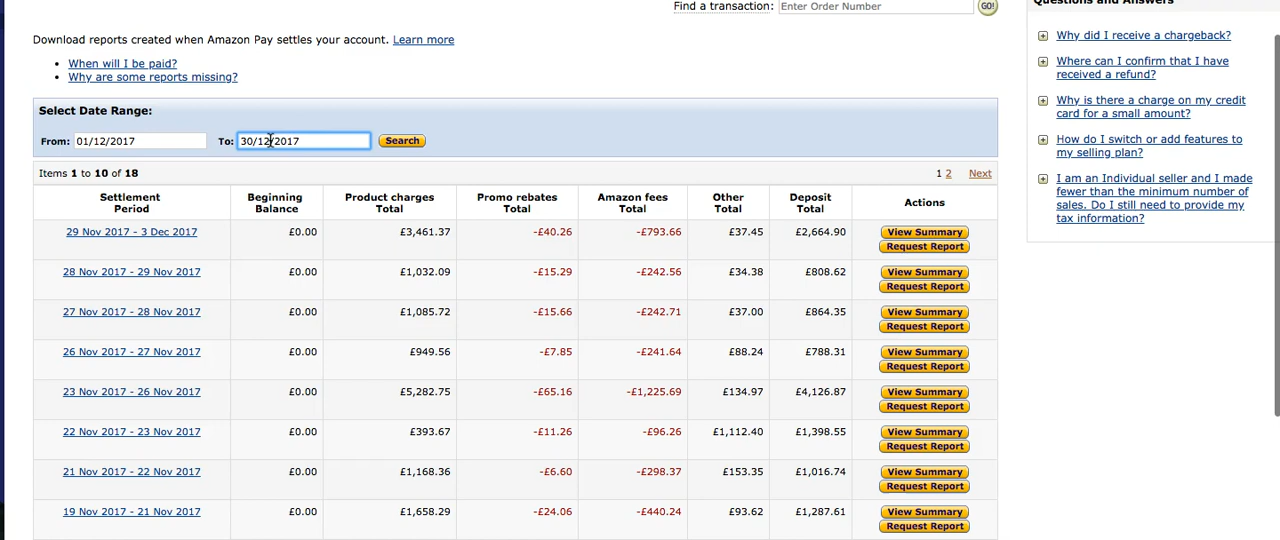 Find a transaction: Enter Order Number GO!
Questions and Answers
Download reports created when Amazon Pay settles your account. Learn more
• When will I be paid?
• Why are some reports missing?
Select Date Range:
From: 01/12/2017 To: 30/12/2017 Search
Items 1 to 10 of 18 1 2 Next
Settlement Period Beginning Balance Product charges Total Promo rebates Total Amazon fees Total Other Total Deposit Total Actions
29 Nov 2017 - 3 Dec 2017 £0.00 £3,461.37 -£40.26 -£793.66 £37.45 £2,664.90 View Summary
Request Report
28 Nov 2017 - 29 Nov 2017 £0.00 £1,032.09 -£15.29 -£242.56 £34.38 £808.62 View Summary
Request Report
27 Nov 2017 - 28 Nov 2017 £0.00 £1,085.72 -£15.66 -£242.71 £37.00 £864.35 View Summary
Request Report
26 Nov 2017 - 27 Nov 2017 £0.00 £949.56 -£7.85 -£241.64 £88.24 £788.31 View Summary
Request Report
23 Nov 2017 - 26 Nov 2017 £0.00 £5,282.75 -£65.16 -£1,225.69 £134.97 £4,126.87 View Summary
Request Report
22 Nov 2017 - 23 Nov 2017 £0.00 £393.67 -£11.26 -£96.26 £1,112.40 £1,398.55 View Summary
Request Report
21 Nov 2017 - 22 Nov 2017 £0.00 £1,168.36 -£6.60 -£298.37 £153.35 £1,016.74 View Summary
Request Report
19 Nov 2017 - 21 Nov 2017 £0.00 £1,658.29 -£24.06 -£440.24 £93.62 £1,287.61 View Summary
Request Report
Why did I receive a chargeback?
Where can I confirm that I have
received a refund?
Why is there a charge on my credit
card for a small amount?
How do I switch or add features to
my selling plan?
I am an Individual seller and I made
fewer than the minimum number of
sales. Do I still need to provide my
tax information?